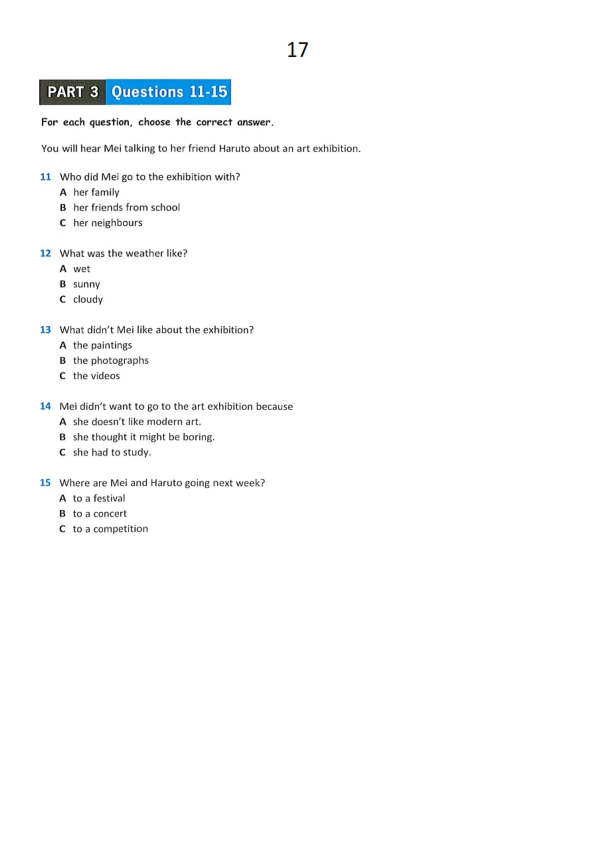 17
PART 3 Questions 11-15
For each question, choose the correct answer.
You will hear Mei talking to her friend Haruto about an art exhibition.
11 Who did Mei go to the exhibition with?
A her family
B her friends from school
C her neighbours
12 What was the weather like?
A wet
B sunny
C cloudy
13 What didn't Mei like about the exhibition?
A the paintings
B the photographs
C the videos
14 Mei didn't want to go to the art exhibition because
A she doesn't like modern art.
B she thought it might be boring.
C she had to study.
15 Where are Mei and Haruto going next week?
A to a festival
B to a concert
C to a competition